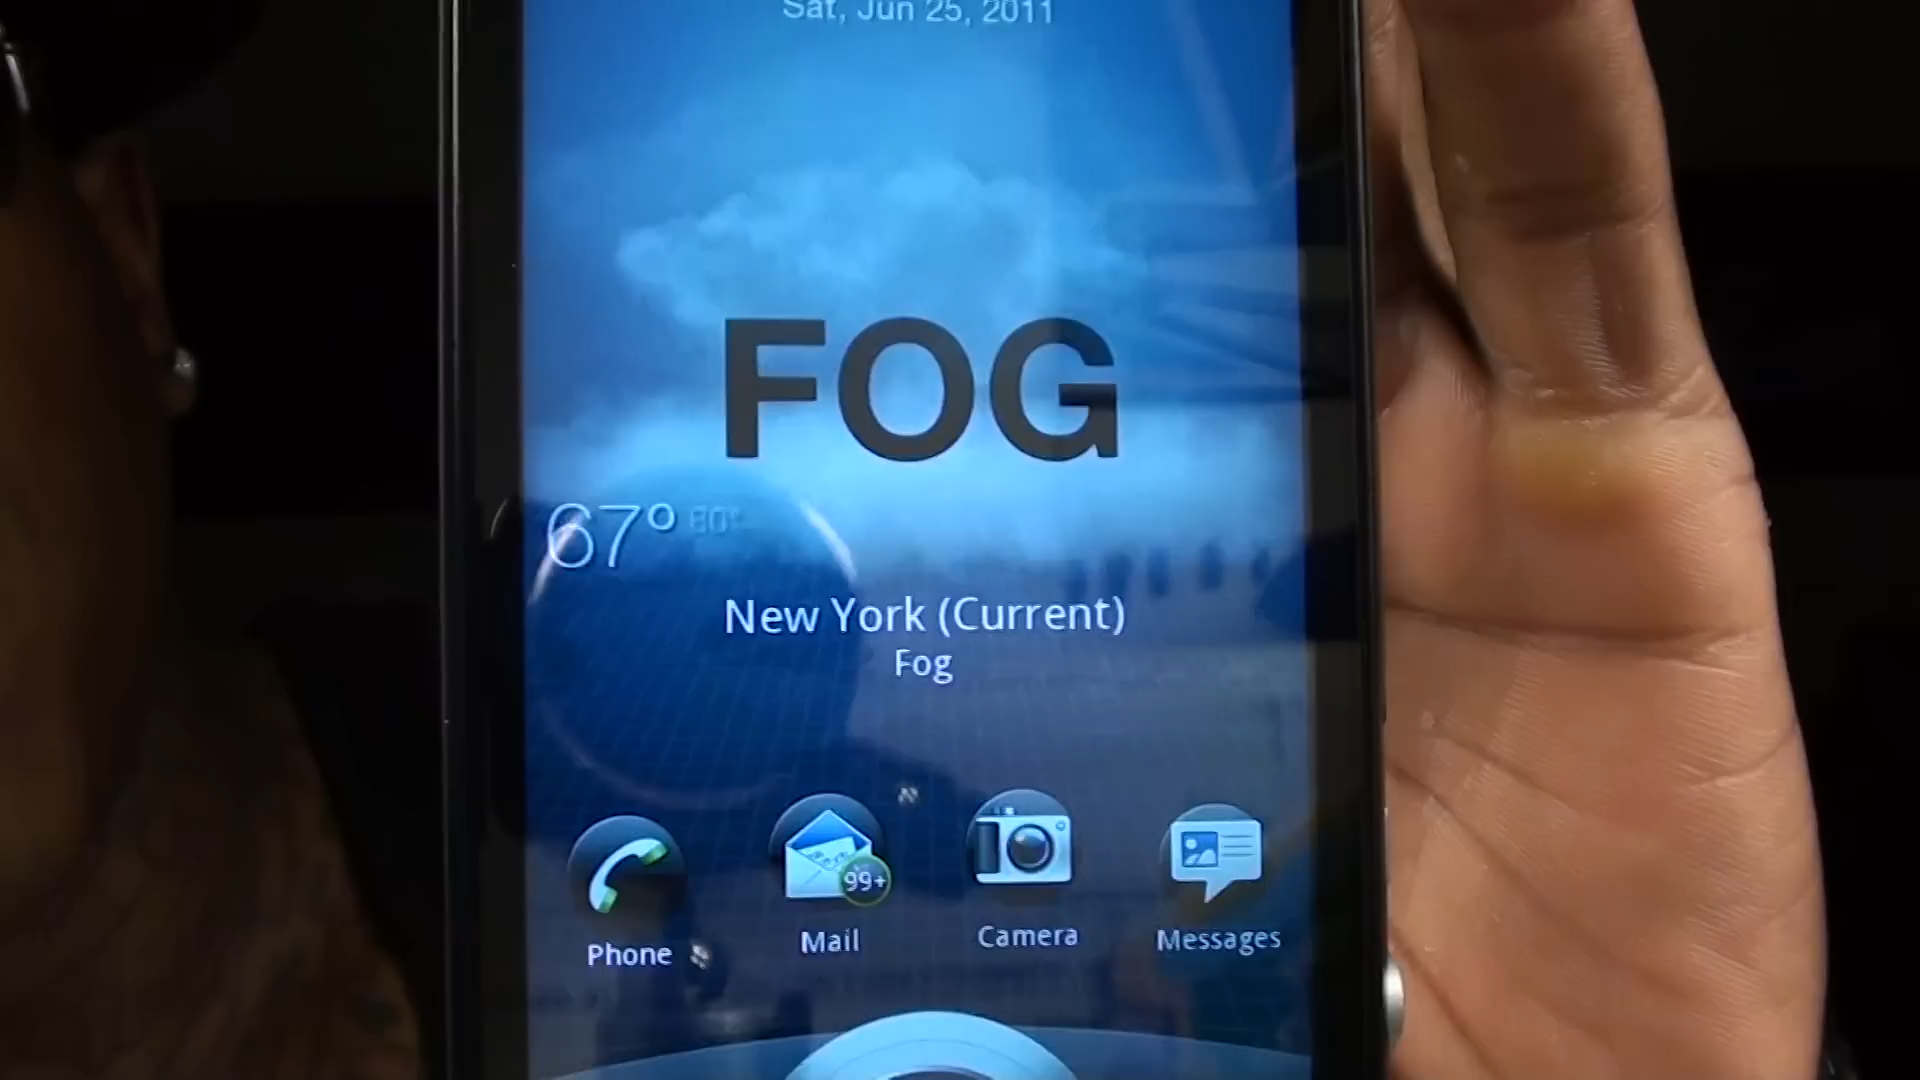 Sat, Jun 25, 2011
FOG
67°
New York (Current)
Fog
99+
Phone
Mail
Camera
Messages